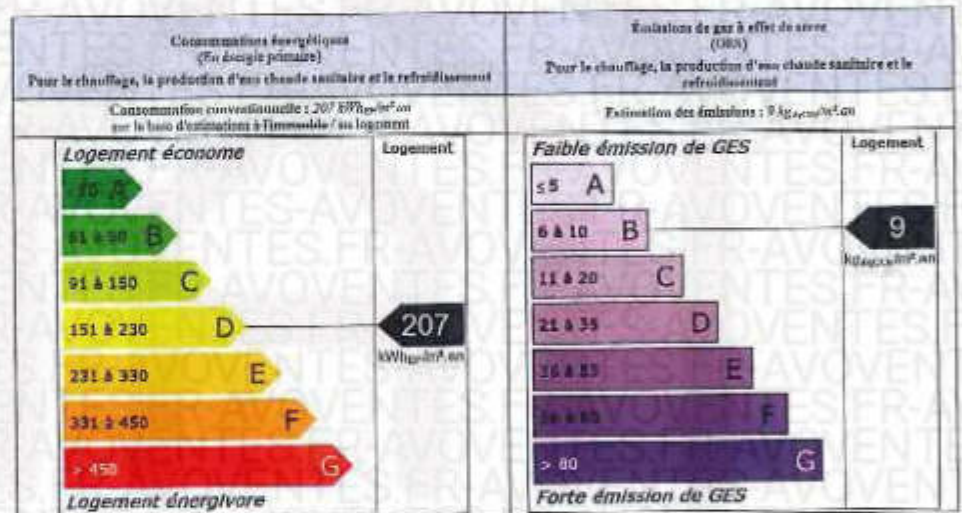 Consommations énergétiques
(En énergie primaire)
Pour le chauffage, la production d'eau chaude sanitaire et le refroidissement
Consommation conventionnelle : 207 kWhEP/m².an
sur la base d'estimations à l'immeuble / au logement
Logement économe
Logement
A
51 à 90 B
91 à 150 C
151 à 230 D
207
kWhEP/m².an
231 à 330 E
331 à 450 F
> 450 G
Logement énergivore
Émissions de gaz à effet de serre
(GES)
Pour le chauffage, la production d'eau chaude sanitaire et le
refroidissement
Estimation des émissions : 9 kgéqCO2/m².an
Faible émission de GES
Logement
≤ 5 A
6 à 10 B
9
kgéqCO2/m².an
11 à 20 C
21 à 35 D
E
F
> 80 G
Forte émission de GES